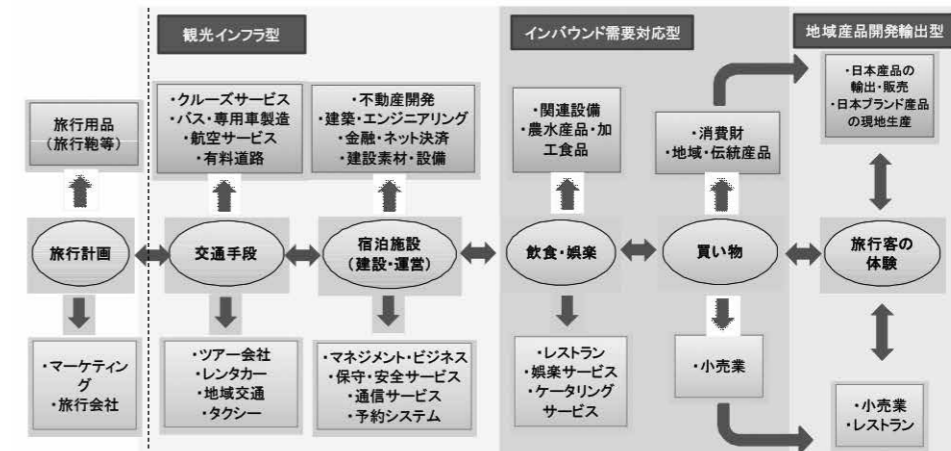 観光インフラ型
インバウンド需要対応型
地域産品開発輸出型
旅行用品
（旅行鞄等）
・クルーズサービス
・バス・専用車製造
・航空サービス
・有料道路
・不動産開発
・建築・エンジニアリング
・金融・ネット決済
・建設素材・設備
・関連設備
・農水産品・加
工食品
・消費財
・地域・伝統産品
・日本産品の
輸出・販売
・日本ブランド産品
の現地生産
旅行計画
交通手段
宿泊施設
（建設・運営）
飲食・娯楽
買い物
旅行客の
体験
・マーケティン
グ
・旅行会社
・ツアー会社
・レンタカー
・地域交通
・タクシー
・マネジメント・ビジネス
・保守・安全サービス
・通信サービス
・予約システム
・レストラン
・娯楽サービス
・ケータリング
サービス
・小売業
・小売業
・レストラン